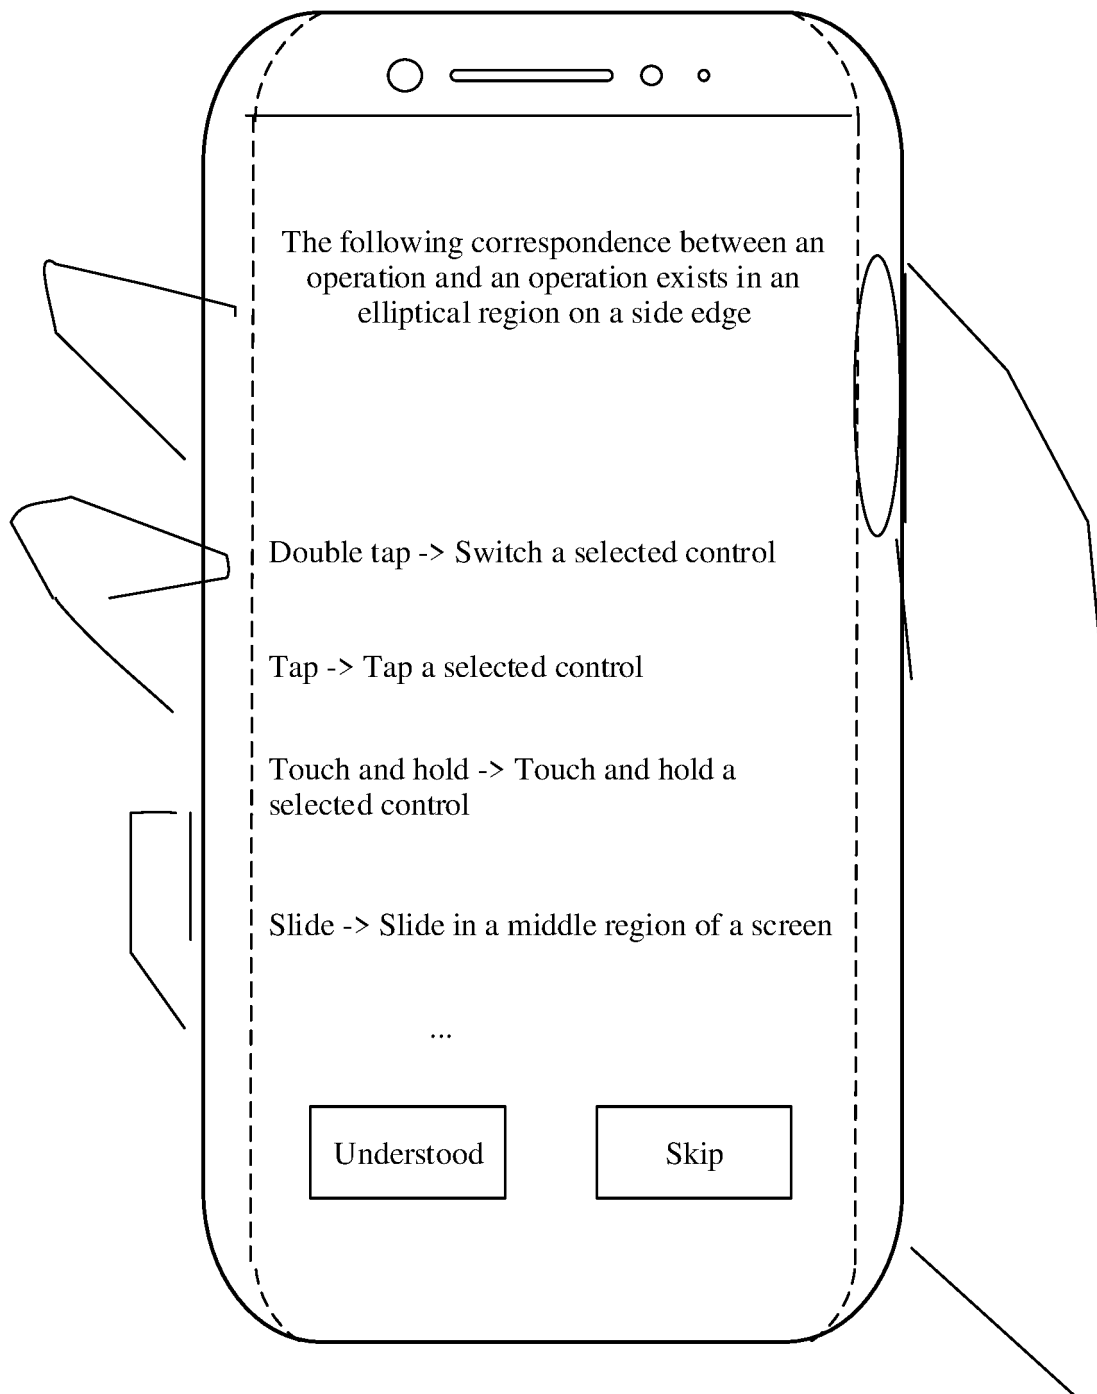 The following correspondence between an
operation and an operation exists in an
elliptical region on a side edge
Double tap -> Switch a selected control
Tap -> Tap a selected control
Touch and hold -> Touch and hold a
selected control
Slide -> Slide in a middle region of a screen
...
Understood
Skip